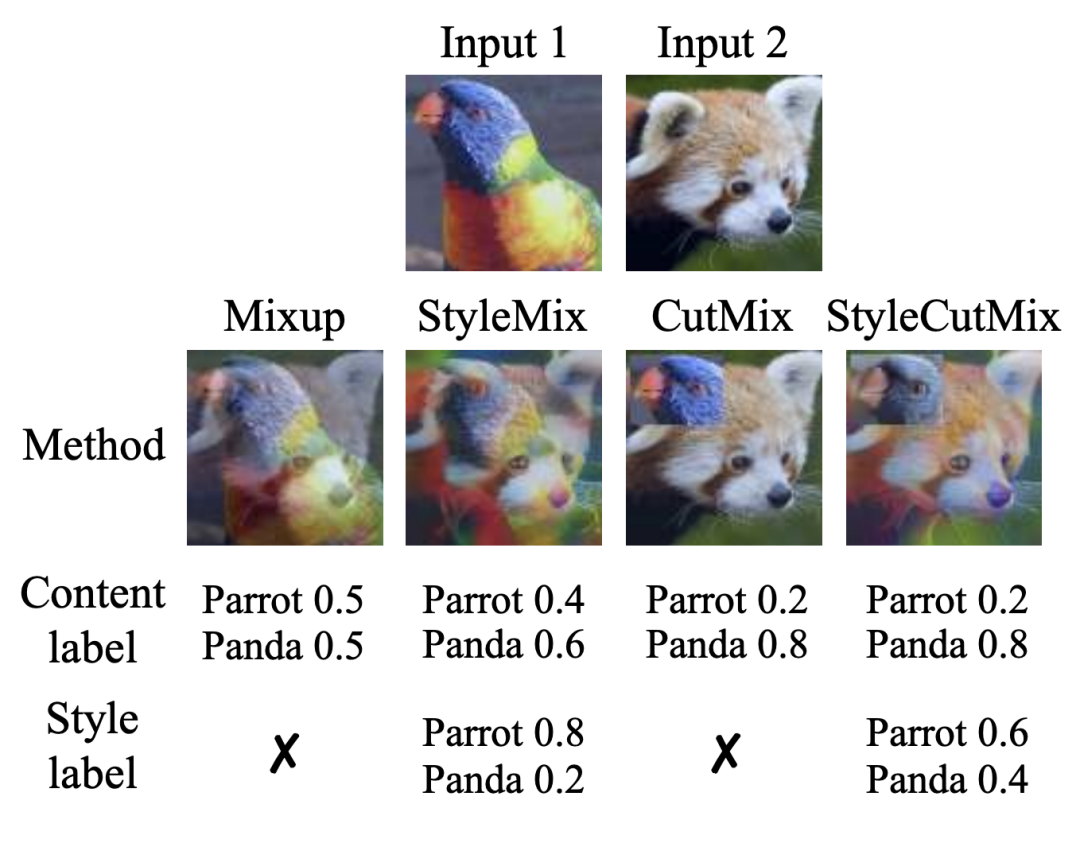 Input 1 Input 2
Mixup StyleMix CutMix StyleCutMix
Method
Content label
Parrot 0.5 Parrot 0.4 Parrot 0.2 Parrot 0.2
Panda 0.5 Panda 0.6 Panda 0.8 Panda 0.8
Style label
✗ Parrot 0.8 ✗ Parrot 0.6
Panda 0.2 Panda 0.4